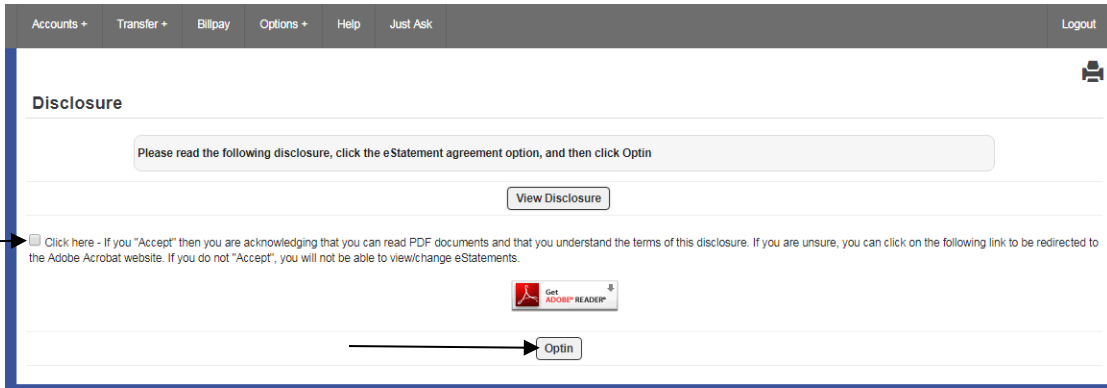 Accounts + Transfer + Billpay Options + Help Just Ask Logout
Disclosure
Please read the following disclosure, click the eStatement agreement option, and then click Optin
View Disclosure
Click here - If you "Accept" then you are acknowledging that you can read PDF documents and that you understand the terms of this disclosure. If you are unsure, you can click on the following link to be redirected to
the Adobe Acrobat website. If you do not "Accept", you will not be able to view/change eStatements.
Get
ADOBE® READER®
Optin